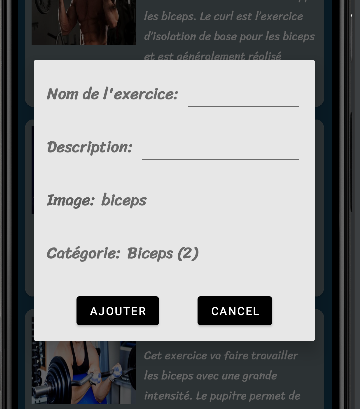 les biceps. Le curl est l'exercice
d'isolation de base pour les biceps
et est généralement réalisé
Nom de l'exercice:
Description:
Image: biceps
Catégorie: Biceps (2)
AJOUTER
CANCEL
Cet exercice va faire travailler
les biceps avec une grande
intensité. Le pupitre permet de